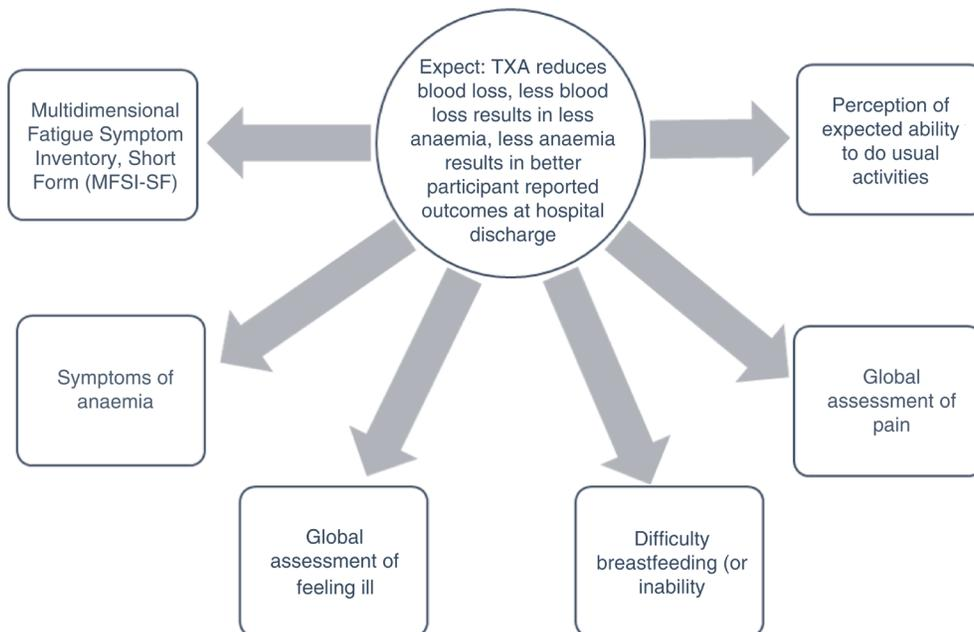 Expect: TXA reduces
blood loss, less blood
loss results in less
anaemia, less anaemia
results in better
participant reported
outcomes at hospital
discharge
Multidimensional
Fatigue Symptom
Inventory, Short
Form (MFSI-SF)
Perception of
expected ability
to do usual
activities
Symptoms of
anaemia
Global
assessment of
pain
Global
assessment of
feeling ill
Difficulty
breastfeeding (or
inability